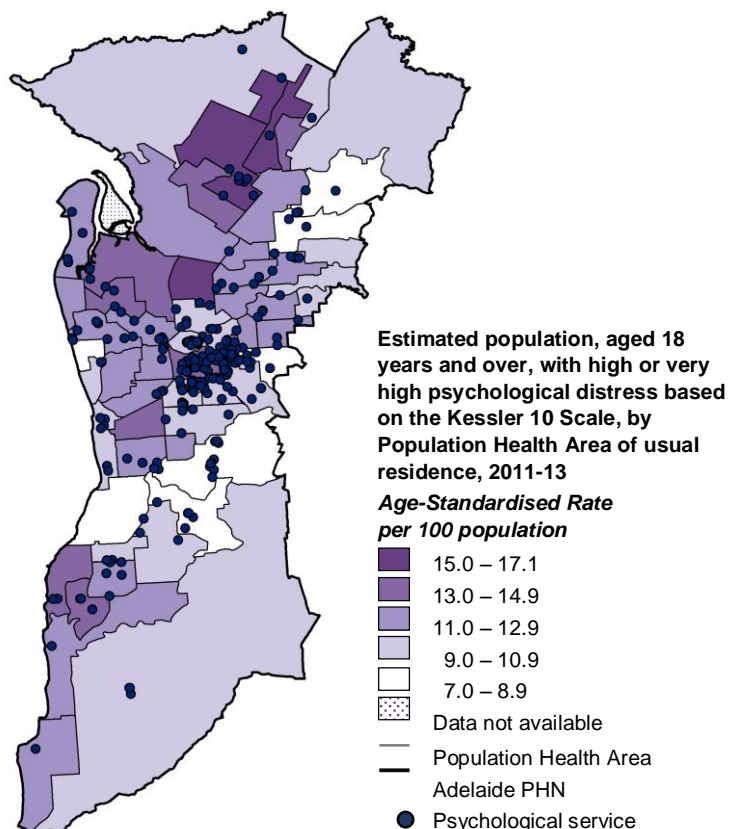 Estimated population, aged 18
years and over, with high or very
high psychological distress based
on the Kessler 10 Scale, by
Population Health Area of usual
residence, 2011-13
Age-Standardised Rate
per 100 population
15.0 – 17.1
13.0 – 14.9
11.0 – 12.9
9.0 – 10.9
7.0 – 8.9
Data not available
Population Health Area
Adelaide PHN
Psychological service